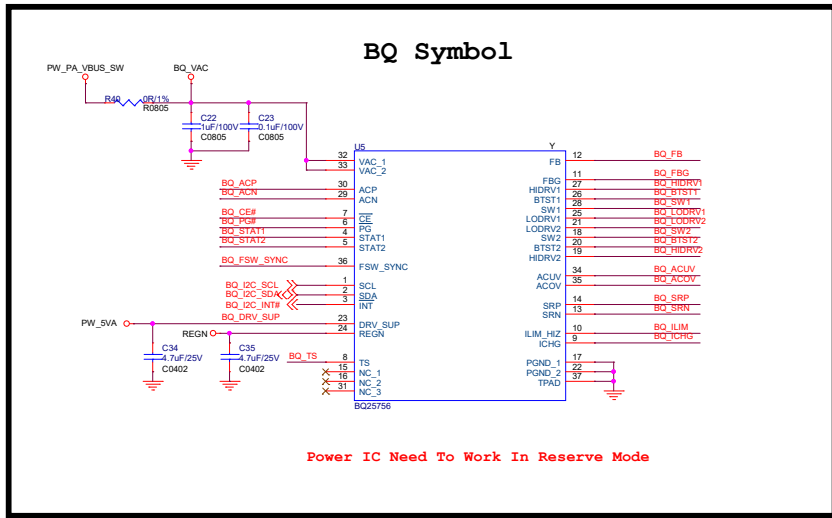 BQ Symbol
PW_PA_VBUS_SW
BQ_VAC
R40 0R/1%
R0805
C22
1uF/100V
C0805
C23
0.1uF/100V
C0805
U5
Y
32 VAC_1
33 VAC_2
BQ_ACP 30 ACP
BQ_ACN 29 ACN
BQ_CE# 7 CE
BQ_PG# 6 PG
BQ_STAT1 4 STAT1
BQ_STAT2 5 STAT2
BQ_FSW_SYNC 36 FSW_SYNC
BQ_I2C_SCL 1 SCL
BQ_I2C_SDA 2 SDA
BQ_I2C_INT# 3 INT
PW_5VA BQ_DRV_SUP 23 DRV_SUP
REGN 24 REGN
C34
4.7uF/25V
C0402
C35
4.7uF/25V
C0402
BQ_TS 8 TS
15 NC_1
16 NC_2
31 NC_3
BQ25756
FB 12 BQ_FB
FBG 11 BQ_FBG
HIDRV1 27 BQ_HIDRV1
BTST1 26 BQ_BTST1
SW1 28 BQ_SW1
LODRV1 25 BQ_LODRV1
LODRV2 21 BQ_LODRV2
SW2 18 BQ_SW2
BTST2 20 BQ_BTST2
HIDRV2 19 BQ_HIDRV2
ACUV 34 BQ_ACUV
ACOV 35 BQ_ACOV
SRP 14 BQ_SRP
SRN 13 BQ_SRN
ILIM_HIZ 10 BQ_ILIM
ICHG 9 BQ_ICHG
PGND_1 17
PGND_2 22
TPAD 37
Power IC Need To Work In Reserve Mode